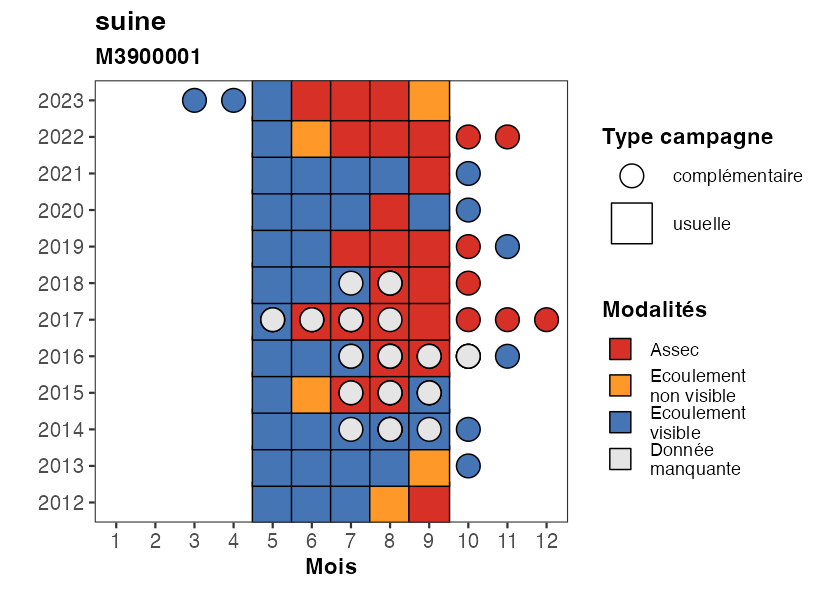 suine
M3900001
2023
2022
2021
2020
2019
2018
2017
2016
2015
2014
2013
2012
1 2 3 4 5 6 7 8 9 10 11 12
Mois
Type campagne
complémentaire
usuelle
Modalités
Assec
Ecoulement
non visible
Ecoulement
visible
Donnée
manquante